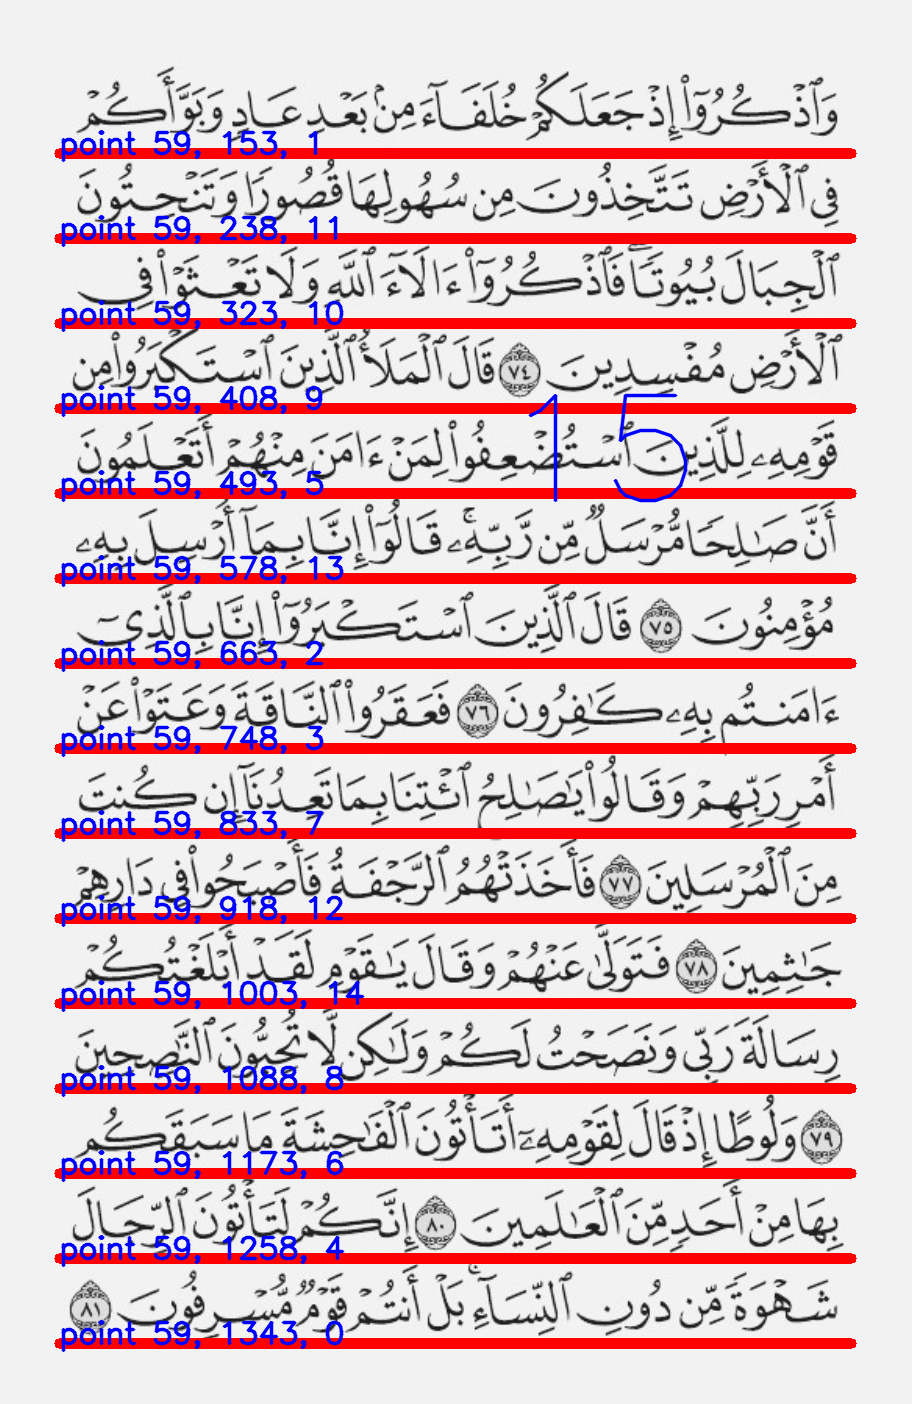 وَٱذْكُرُوٓا۟ إِذْ جَعَلَكُمْ خُلَفَآءَ مِنۢ بَعْدِ عَادٍ وَبَوَّأَكُمْ
point 59, 153, 1
فِى ٱلْأَرْضِ تَتَّخِذُونَ مِن سُهُولِهَا قُصُورًا وَتَنْحِتُونَ
point 59, 238, 11
ٱلْجِبَالَ بُيُوتًا ۖ فَٱذْكُرُوٓا۟ ءَالَآءَ ٱللَّهِ وَلَا تَعْثَوْا۟ فِى
point 59, 323, 10
ٱلْأَرْضِ مُفْسِدِينَ ٧٤ قَالَ ٱلْمَلَأُ ٱلَّذِينَ ٱسْتَكْبَرُوا۟ مِن
point 59, 408, 9
15
قَوْمِهِۦ لِلَّذِينَ ٱسْتُضْعِفُوا۟ لِمَنْ ءَامَنَ مِنْهُمْ أَتَعْلَمُونَ
point 59, 493, 5
أَنَّ صَـٰلِحًا مُّرْسَلٌ مِّن رَّبِّهِۦ ۚ قَالُوٓا۟ إِنَّا بِمَآ أُرْسِلَ بِهِۦ
point 59, 578, 13
مُؤْمِنُونَ ٧٥ قَالَ ٱلَّذِينَ ٱسْتَكْبَرُوٓا۟ إِنَّا بِٱلَّذِىٓ
point 59, 663, 2
ءَامَنتُم بِهِۦ كَـٰفِرُونَ ٧٦ فَعَقَرُوا۟ ٱلنَّاقَةَ وَعَتَوْا۟ عَنْ
point 59, 748, 3
أَمْرِ رَبِّهِمْ وَقَالُوا۟ يَـٰصَـٰلِحُ ٱئْتِنَا بِمَا تَعِدُنَآ إِن كُنتَ
point 59, 833, 7
مِنَ ٱلْمُرْسَلِينَ ٧٧ فَأَخَذَتْهُمُ ٱلرَّجْفَةُ فَأَصْبَحُوا۟ فِى دَارِهِمْ
point 59, 918, 12
جَـٰثِمِينَ ٧٨ فَتَوَلَّىٰ عَنْهُمْ وَقَالَ يَـٰقَوْمِ لَقَدْ أَبْلَغْتُكُمْ
point 59, 1003, 14
رِسَالَةَ رَبِّى وَنَصَحْتُ لَكُمْ وَلَـٰكِن لَّا تُحِبُّونَ ٱلنَّـٰصِحِينَ
point 59, 1088, 8
٧٩ وَلُوطًا إِذْ قَالَ لِقَوْمِهِۦٓ أَتَأْتُونَ ٱلْفَـٰحِشَةَ مَا سَبَقَكُم
point 59, 1173, 6
بِهَا مِنْ أَحَدٍ مِّنَ ٱلْعَـٰلَمِينَ ٨٠ إِنَّكُمْ لَتَأْتُونَ ٱلرِّجَالَ
point 59, 1258, 4
شَهْوَةً مِّن دُونِ ٱلنِّسَآءِ ۚ بَلْ أَنتُمْ قَوْمٌ مُّسْرِفُونَ ٨١
point 59, 1343, 0